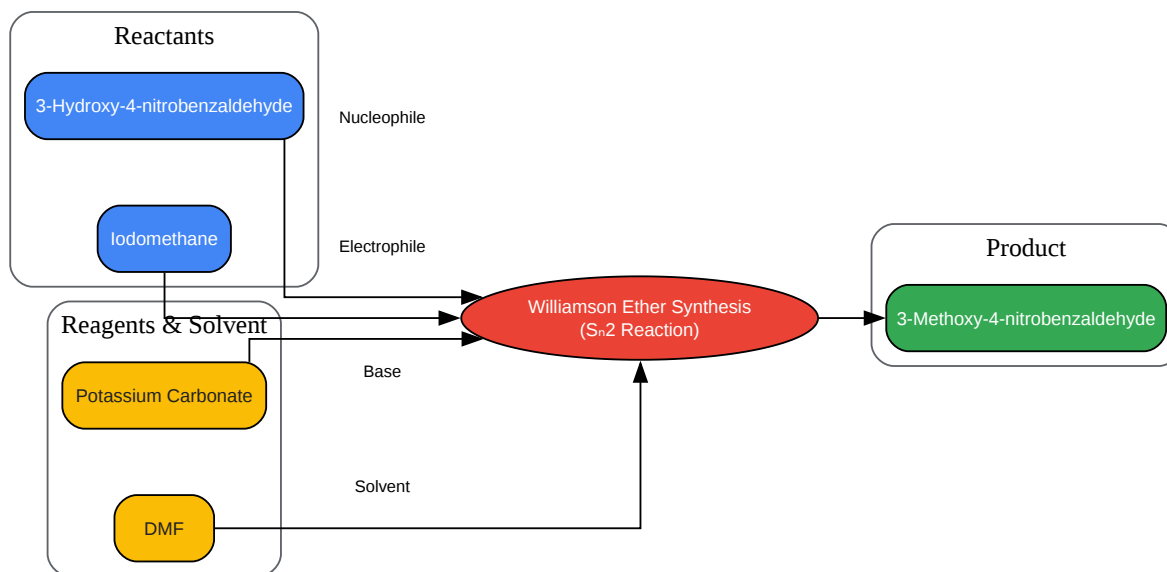 Reactants
3-Hydroxy-4-nitrobenzaldehyde
Nucleophile
Iodomethane
Electrophile
Reagents & Solvent
Potassium Carbonate
Base
DMF
Solvent
Williamson Ether Synthesis
(Sₙ2 Reaction)
Product
3-Methoxy-4-nitrobenzaldehyde